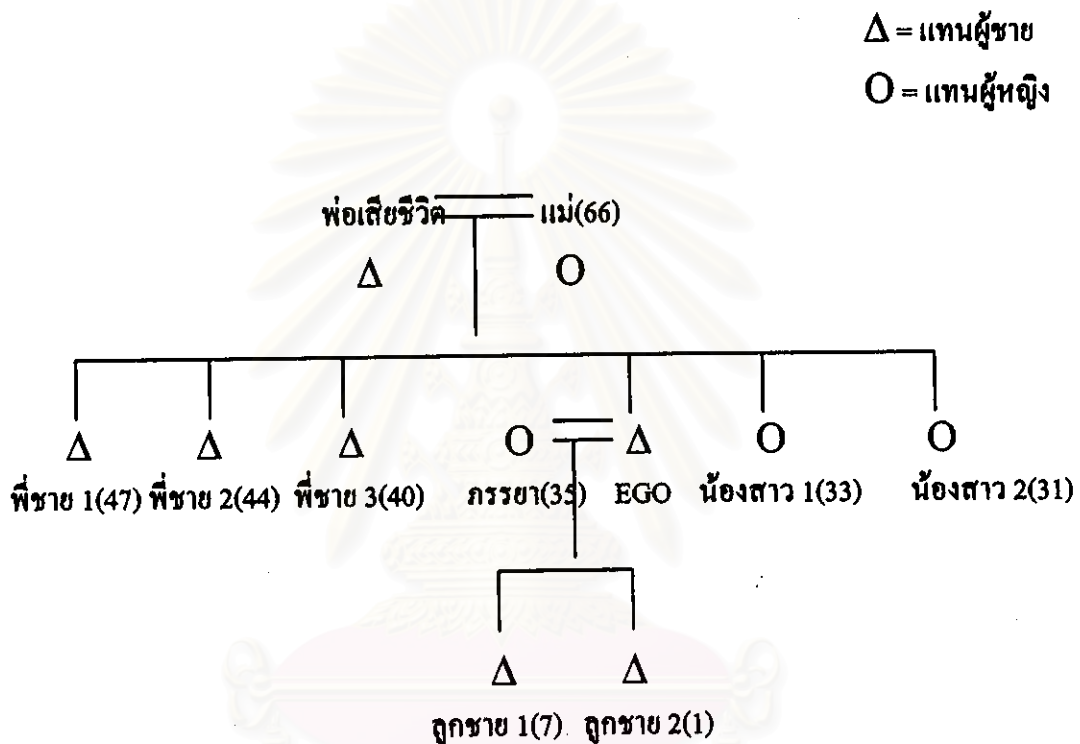 Δ = แทนผู้ชาย
O = แทนผู้หญิง
พ่อเสียชีวิต แม่(66)
Δ O
Δ Δ Δ O Δ O O
พี่ชาย 1(47) พี่ชาย 2(44) พี่ชาย 3(40) ภรรยา(35) EGO น้องสาว 1(33) น้องสาว 2(31)
Δ Δ
ลูกชาย 1(7) ลูกชาย 2(1)